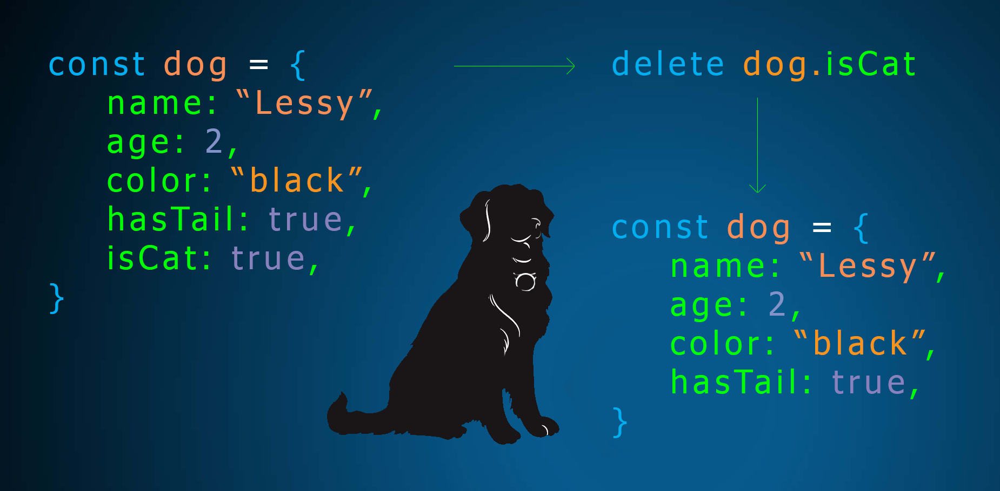 const dog = {
name: “Lessy”,
age: 2,
color: “black”,
hasTail: true,
isCat: true,
}
delete dog.isCat
const dog = {
name: “Lessy”,
age: 2,
color: “black”,
hasTail: true,
}